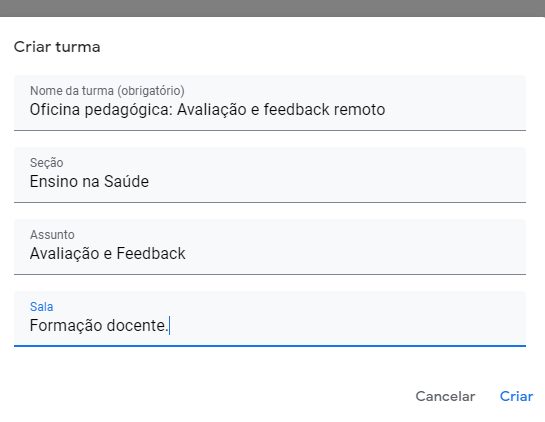 Criar turma
Nome da turma (obrigatório)
Oficina pedagógica: Avaliação e feedback remoto
Seção
Ensino na Saúde
Assunto
Avaliação e Feedback
Sala
Formação docente.
Cancelar Criar